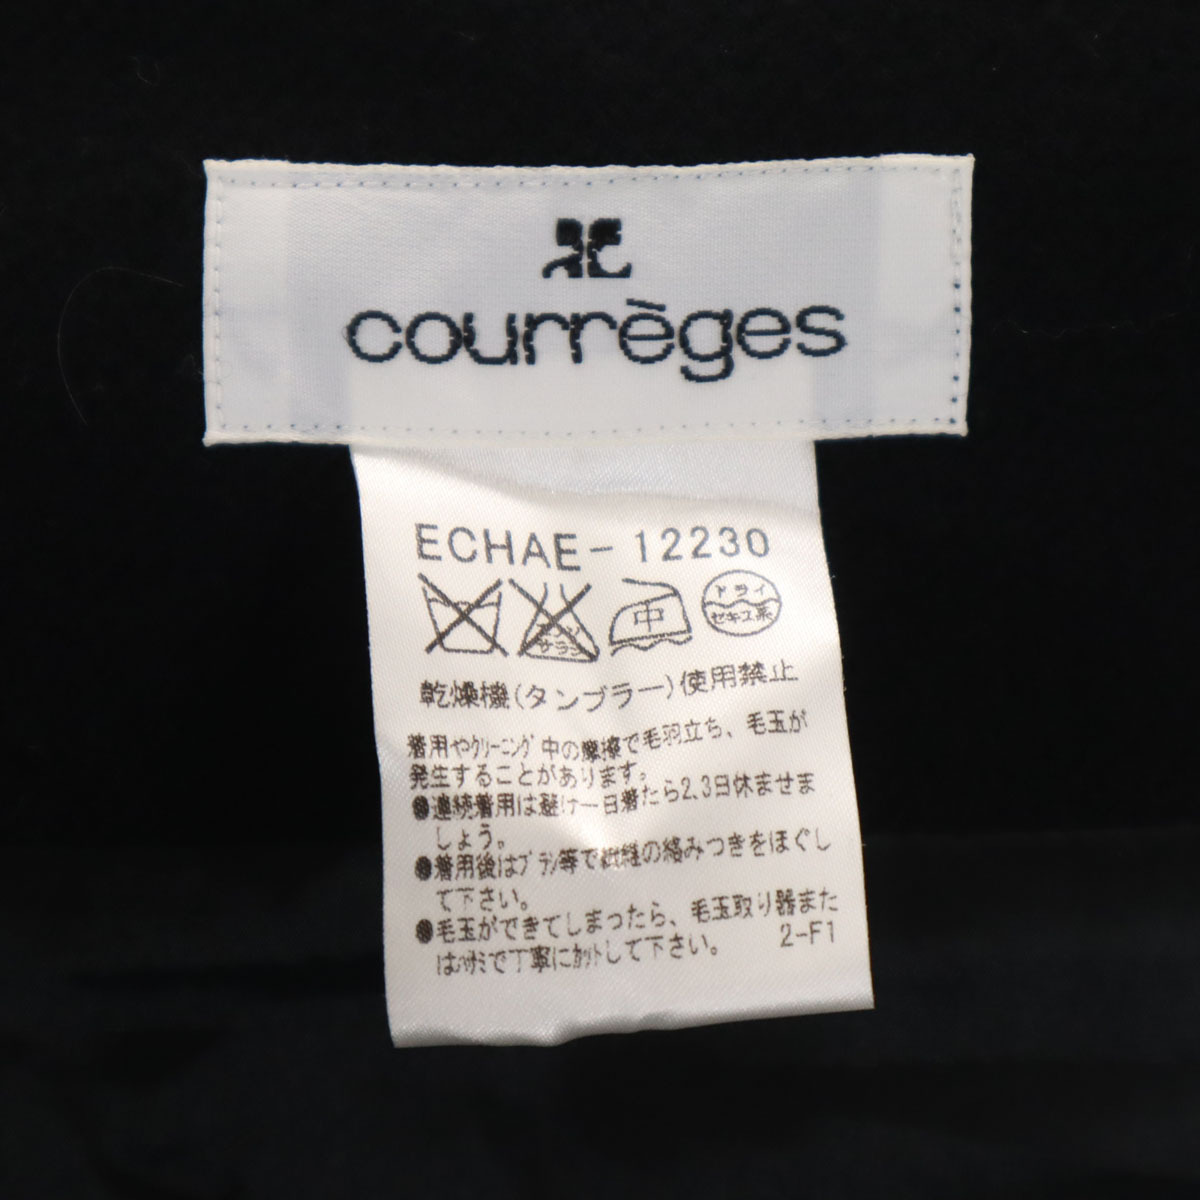 courrèges
ECHAE-12230
エンソ
サラシ
中
ドライ
セキユ系
乾燥機(タンブラー)使用禁止
着用やクリーニング中の摩擦で毛羽立ち、毛玉が
発生することがあります。
●連続着用は避け一日着たら2.3日休ませま
しょう。
●着用後はブラシ等で繊維の絡みつきをほぐし
て下さい。
●毛玉ができてしまったら、毛玉取り器また
はハサミで丁寧にカットして下さい。
2-F1